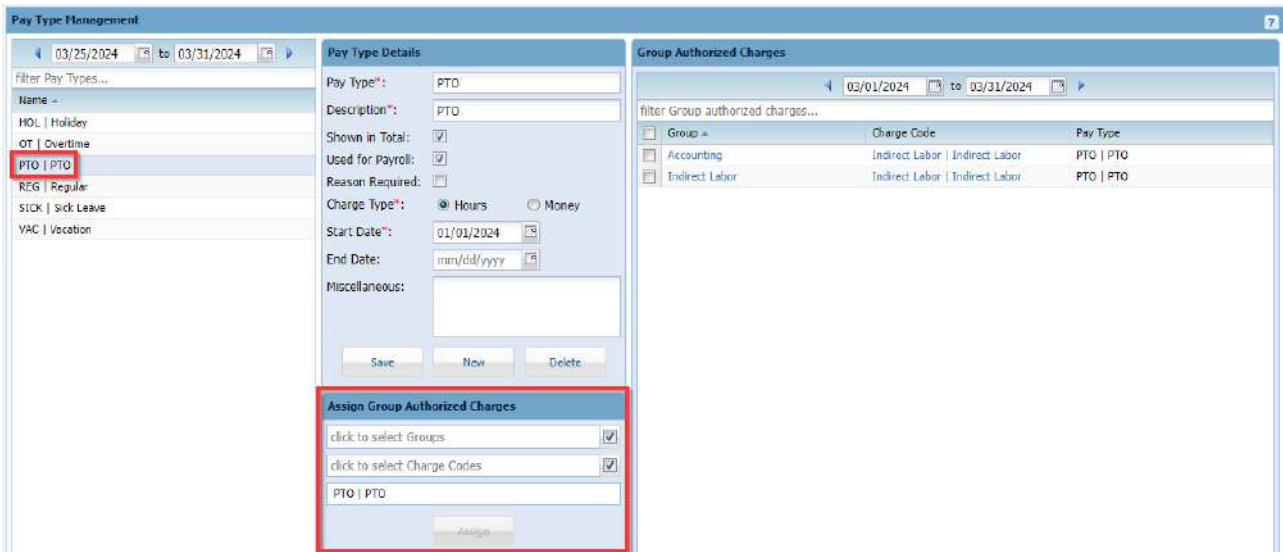 Pay Type Management
03/25/2024 to 03/31/2024
filter Pay Types...
Name
HOL | Holiday
OT | Overtime
PTO | PTO
REG | Regular
SICK | Sick Leave
VAC | Vacation
Pay Type Details
Pay Type*: PTO
Description*: PTO
Shown in Total:
Used for Payroll:
Reason Required:
Charge Type*: Hours Money
Start Date*: 01/01/2024
End Date: mm/dd/yyyy
Miscellaneous:
Save New Delete
Assign Group Authorized Charges
click to select Groups
click to select Charge Codes
PTO | PTO
Assign
Group Authorized Charges
03/01/2024 to 03/31/2024
filter Group authorized charges...
Group Charge Code Pay Type
Accounting Indirect Labor | Indirect Labor PTO | PTO
Indirect Labor Indirect Labor | Indirect Labor PTO | PTO